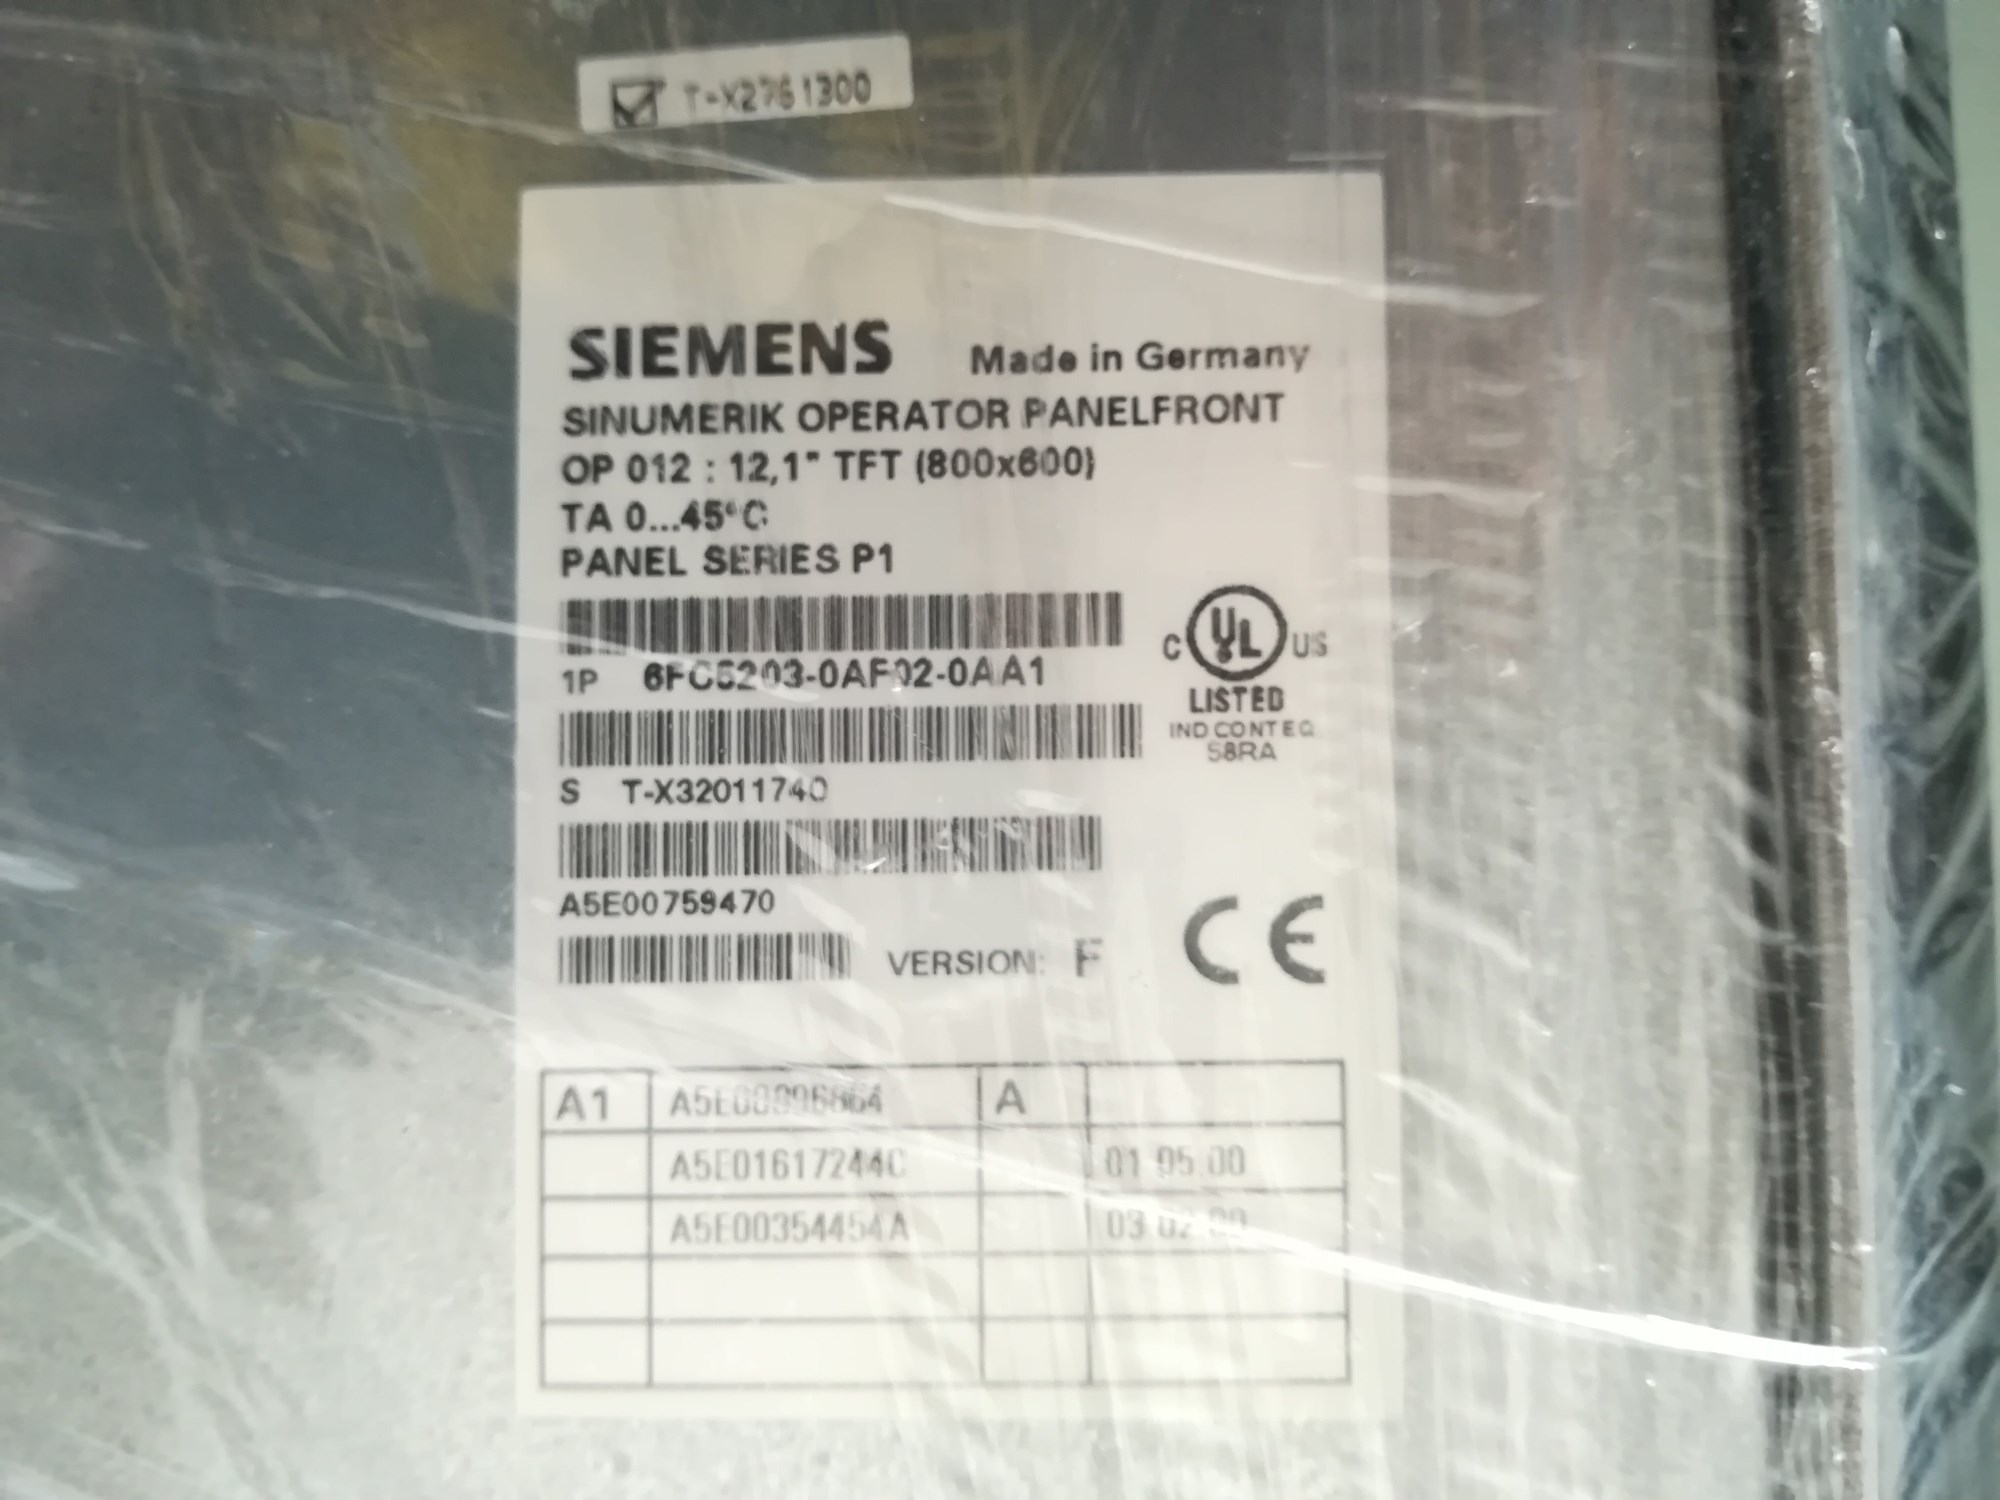 T-X2761300
SIEMENS Made in Germany
SINUMERIK OPERATOR PANELFRONT
OP 012 : 12,1" TFT (800x600)
TA 0...45°C
PANEL SERIES P1
1P 6FC5203-0AF02-0AA1
C UL US
LISTED
IND CONT EQ
58RA
S T-X32011740
A5E00759470
VERSION: F CE
A1 A
A5E01617244C 01 05 00
A5E00354454A 03 02 00